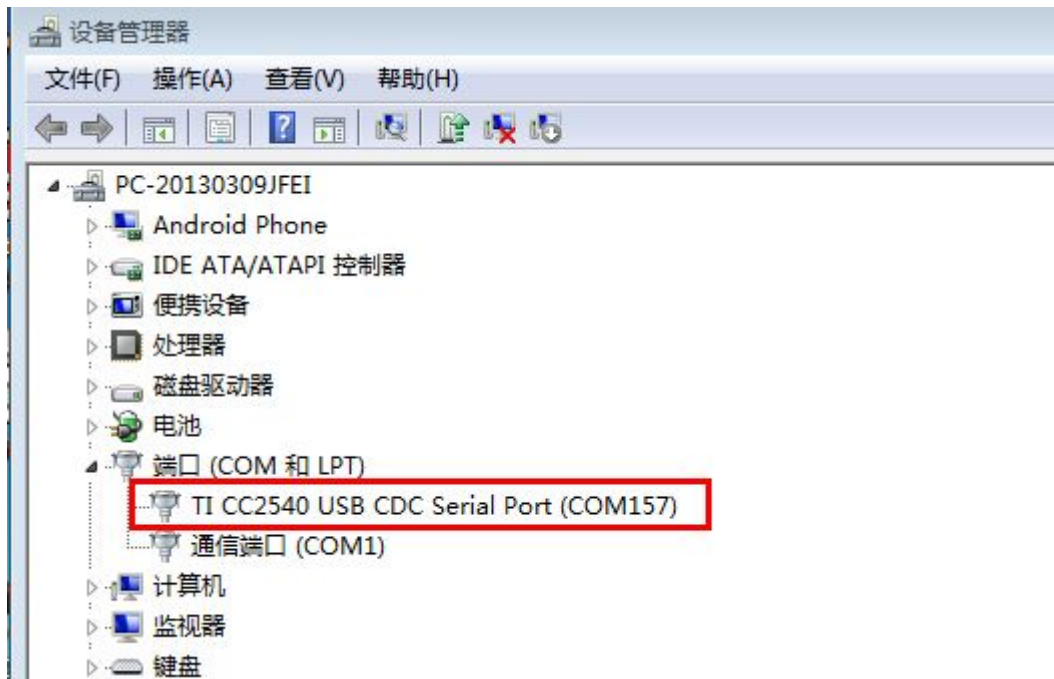 设备管理器
文件(F) 操作(A) 查看(V) 帮助(H)
PC-20130309JFEI
Android Phone
IDE ATA/ATAPI 控制器
便携设备
处理器
磁盘驱动器
电池
端口 (COM 和 LPT)
TI CC2540 USB CDC Serial Port (COM157)
通信端口 (COM1)
计算机
监视器
键盘